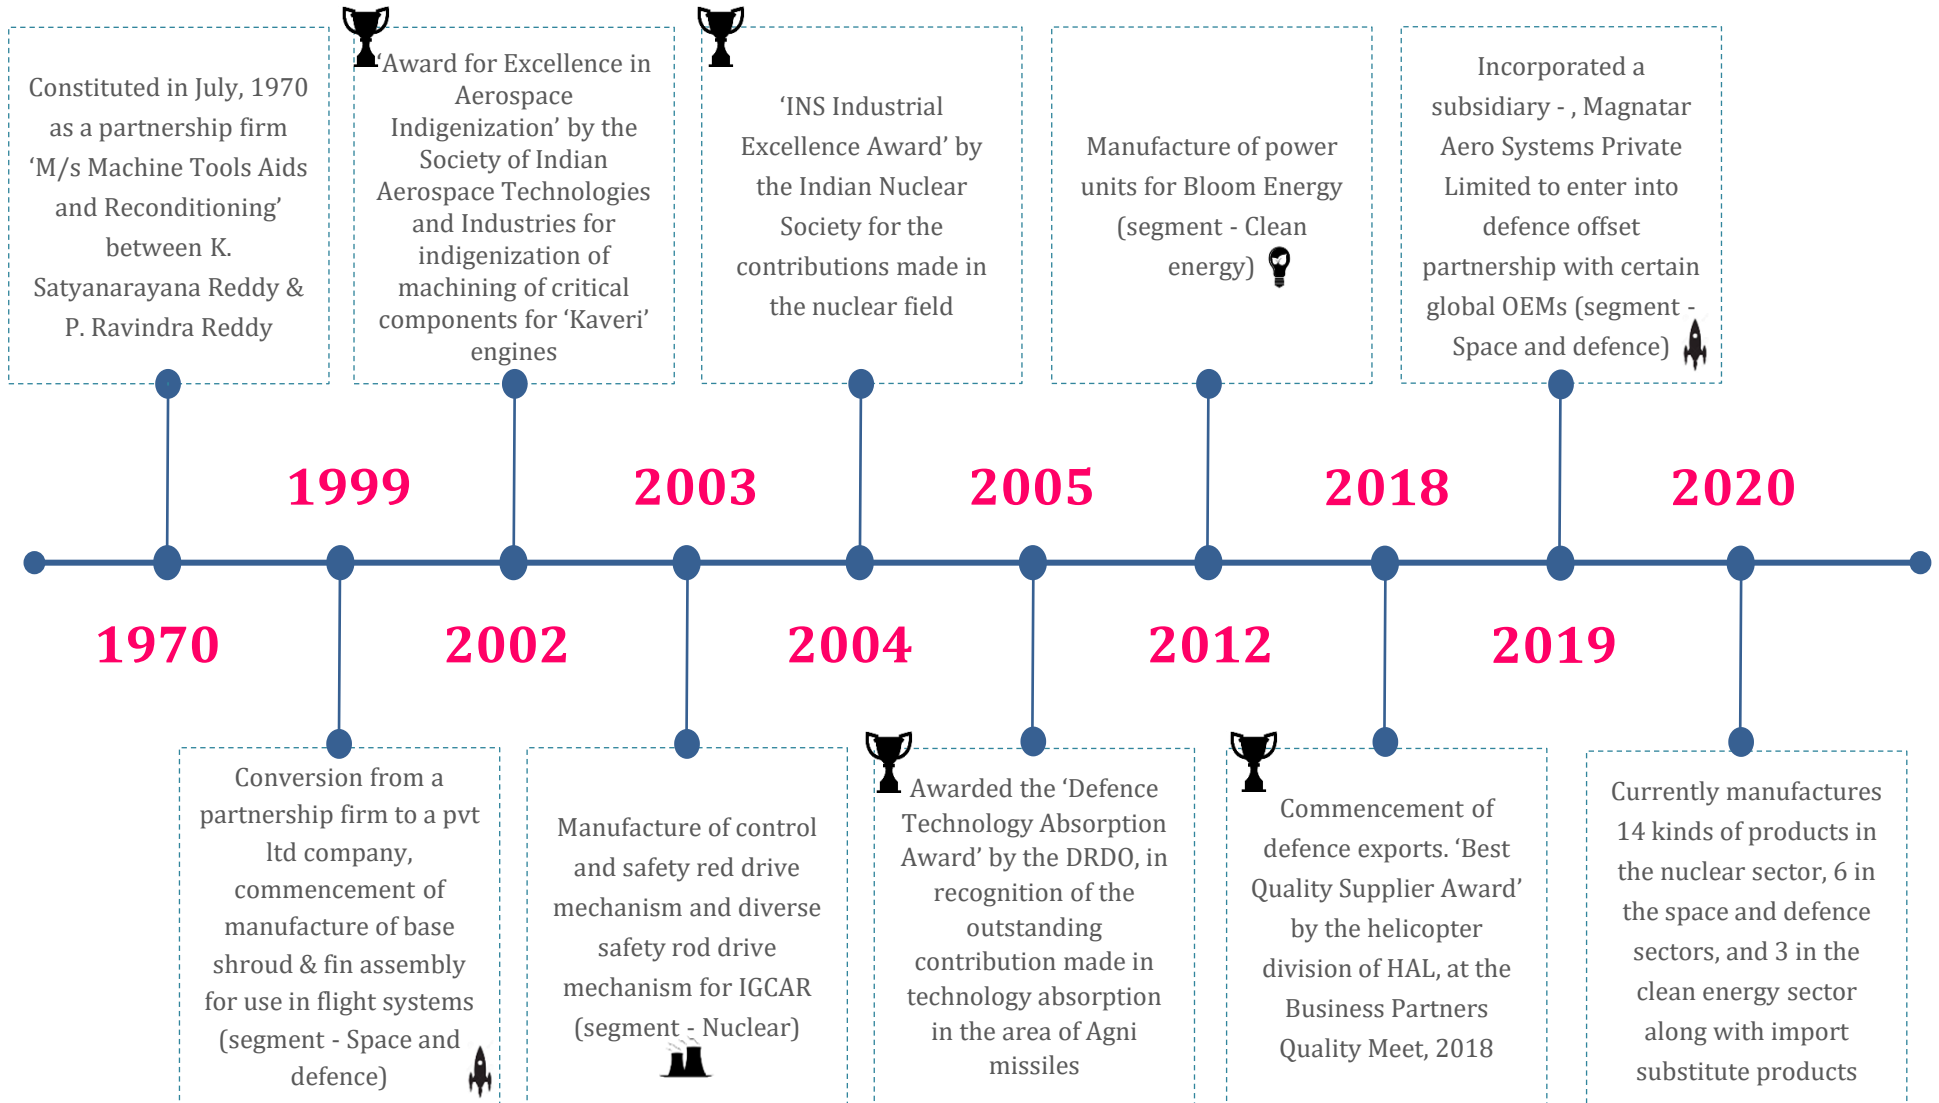 Constituted in July, 1970
as a partnership firm
‘M/s Machine Tools Aids
and Reconditioning’
between K.
Satyanarayana Reddy &
P. Ravindra Reddy
‘Award for Excellence in
Aerospace
Indigenization’ by the
Society of Indian
Aerospace Technologies
and Industries for
indigenization of
machining of critical
components for ‘Kaveri’
engines
‘INS Industrial
Excellence Award’ by
the Indian Nuclear
Society for the
contributions made in
the nuclear field
Manufacture of power
units for Bloom Energy
(segment - Clean
energy)
Incorporated a
subsidiary - , Magnatar
Aero Systems Private
Limited to enter into
defence offset
partnership with certain
global OEMs (segment -
Space and defence)
1999
2003
2005
2018
2020
1970
2002
2004
2012
2019
Conversion from a
partnership firm to a pvt
ltd company,
commencement of
manufacture of base
shroud & fin assembly
for use in flight systems
(segment - Space and
defence)
Manufacture of control
and safety red drive
mechanism and diverse
safety rod drive
mechanism for IGCAR
(segment - Nuclear)
Awarded the ‘Defence
Technology Absorption
Award’ by the DRDO, in
recognition of the
outstanding
contribution made in
technology absorption
in the area of Agni
missiles
Commencement of
defence exports. ‘Best
Quality Supplier Award’
by the helicopter
division of HAL, at the
Business Partners
Quality Meet, 2018
Currently manufactures
14 kinds of products in
the nuclear sector, 6 in
the space and defence
sectors, and 3 in the
clean energy sector
along with import
substitute products